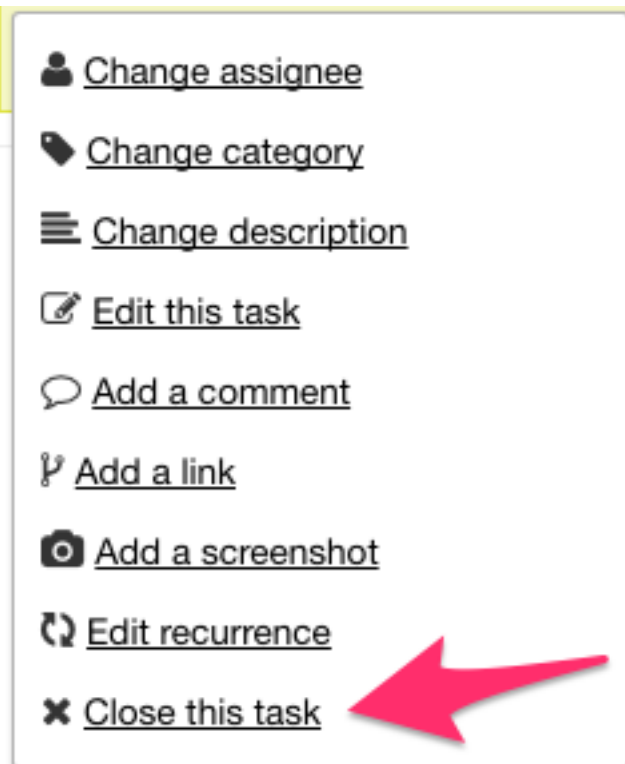 Change assignee
Change category
Change description
Edit this task
Add a comment
Add a link
Add a screenshot
Edit recurrence
Close this task